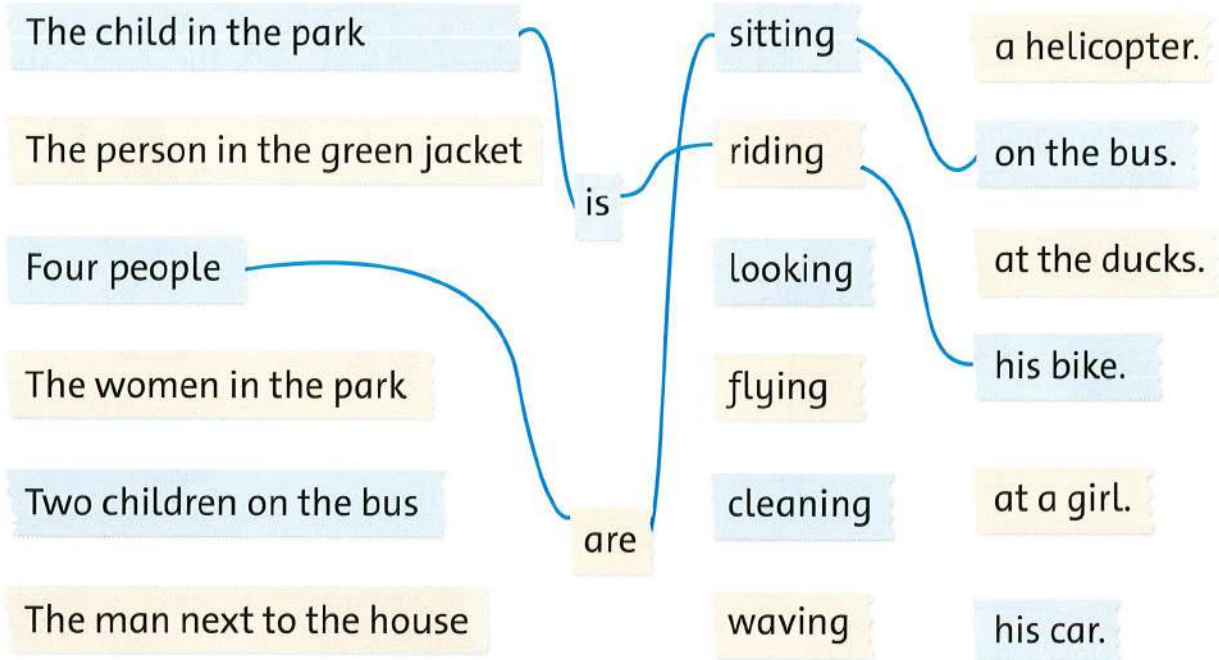 The child in the park
The person in the green jacket
Four people
The women in the park
Two children on the bus
The man next to the house
is
are
sitting
riding
looking
flying
cleaning
waving
a helicopter.
on the bus.
at the ducks.
his bike.
at a girl.
his car.